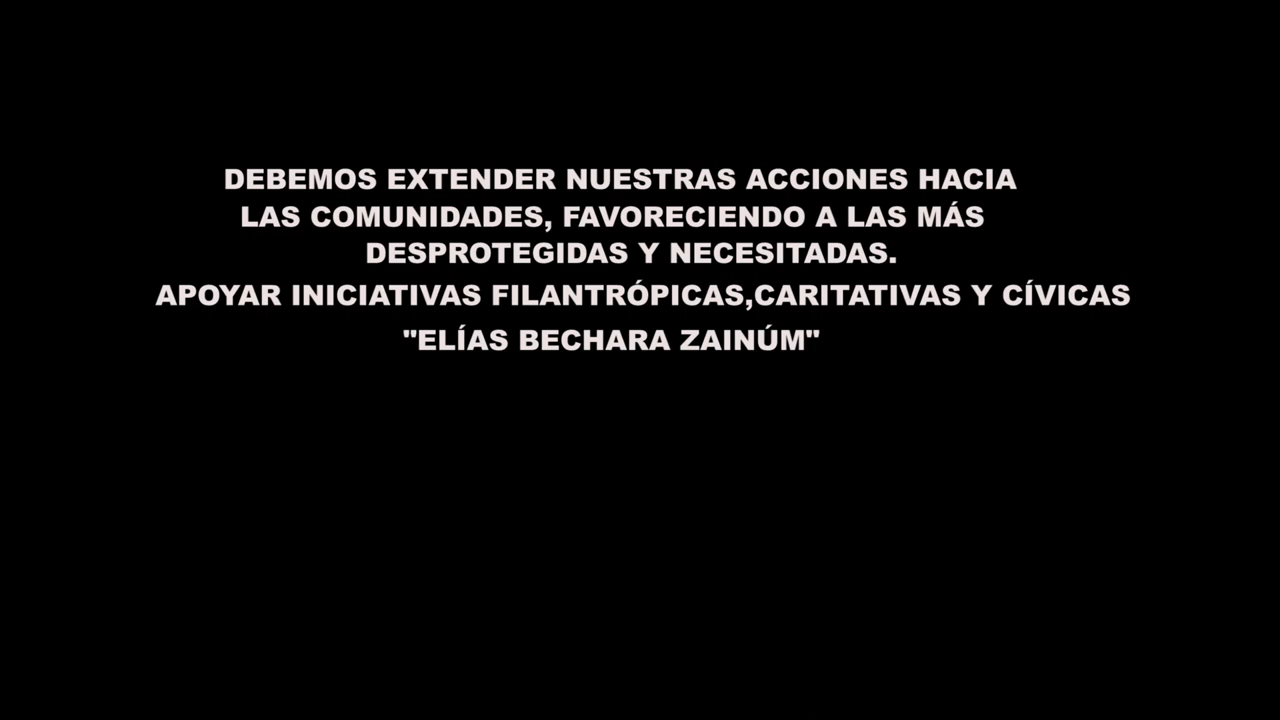 DEBEMOS EXTENDER NUESTRAS ACCIONES HACIA
LAS COMUNIDADES, FAVORECIENDO A LAS MÁS
DESPROTEGIDAS Y NECESITADAS.
APOYAR INICIATIVAS FILANTRÓPICAS,CARITATIVAS Y CÍVICAS
"ELÍAS BECHARA ZAINÚM"